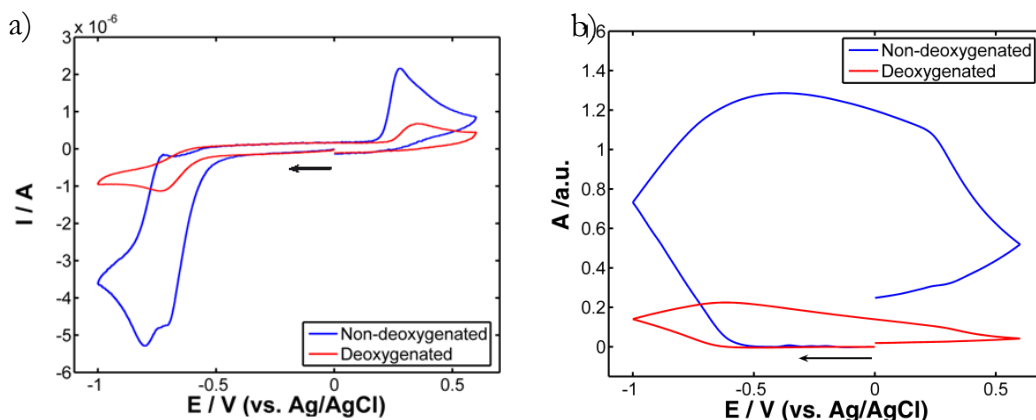 a)
× 10⁻⁶
3
2
1
0
-1
-2
-3
-4
-5
-6
I / A
-1
-0.5
0
0.5
E / V (vs. Ag/AgCl)
Non-deoxygenated
Deoxygenated
b)
1.6
1.4
1.2
1
0.8
0.6
0.4
0.2
0
A /a.u.
-1
-0.5
0
0.5
E / V (vs. Ag/AgCl)
Non-deoxygenated
Deoxygenated